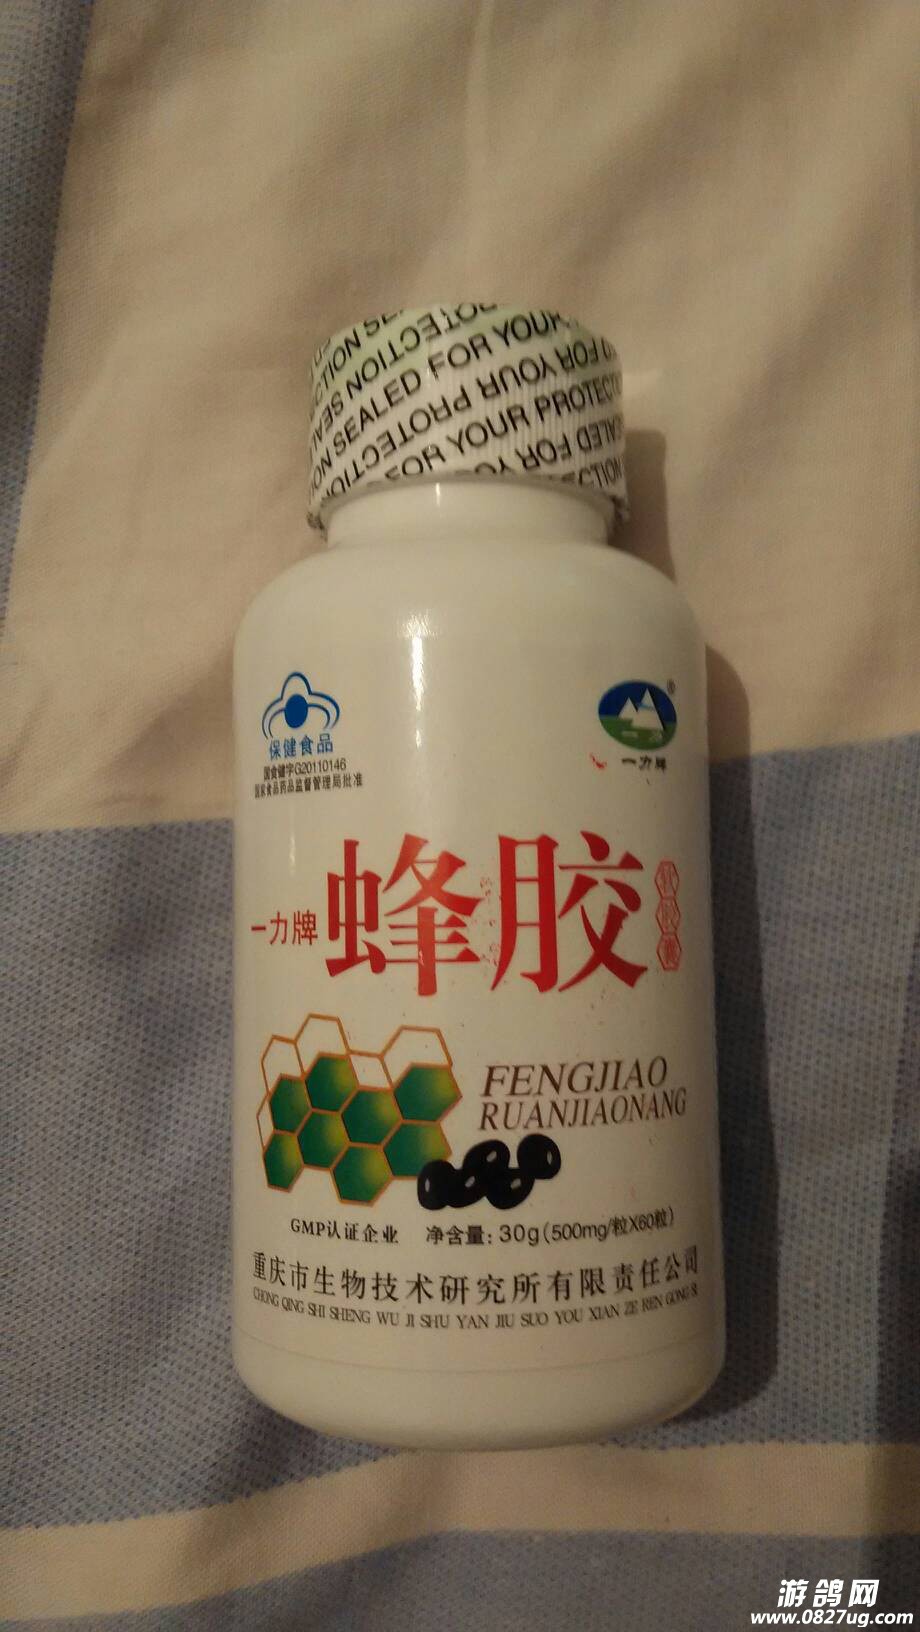 SEALED FOR YOUR
SEALED FOR YOUR PROTECTION
FOR YOUR PROTECTION
保健食品
国食健字G20110146
国家食品药品监督管理局批准
一力
®
一力牌
一力牌 蜂胶 软胶囊
FENGJIAO
RUANJIAONANG
GMP认证企业 净含量：30g(500mg/粒X60粒)
重庆市生物技术研究所有限责任公司
CHONG QING SHI SHENG WU JI SHU YAN JIU SUO YOU XIAN ZE REN GONG SI
游鸽网
www.0827ug.com